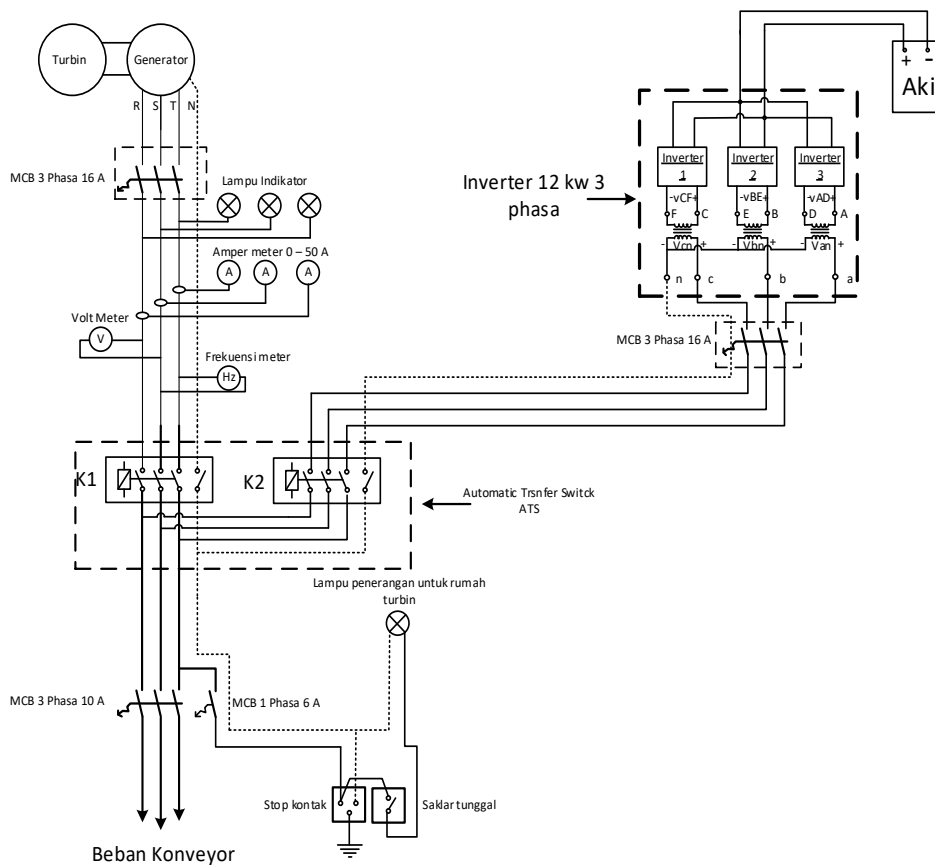 Turbin
Generator
R S T N
MCB 3 Phasa 16 A
Lampu Indikator
Amper meter 0 – 50 A
A
A
A
Volt Meter
V
Frekuensi meter
Hz
+ -
Aki
Inverter 12 kw 3
phasa
Inverter
1
Inverter
2
Inverter
3
-vCF+
-vBE+
-vAD+
F C E B D A
- Vcn +
- Vbn +
- Van +
n c b a
MCB 3 Phasa 16 A
K1
K2
Automatic Trsnfer Switck
ATS
Lampu penerangan untuk rumah
turbin
MCB 3 Phasa 10 A
MCB 1 Phasa 6 A
Stop kontak
Saklar tunggal
Beban Konveyor